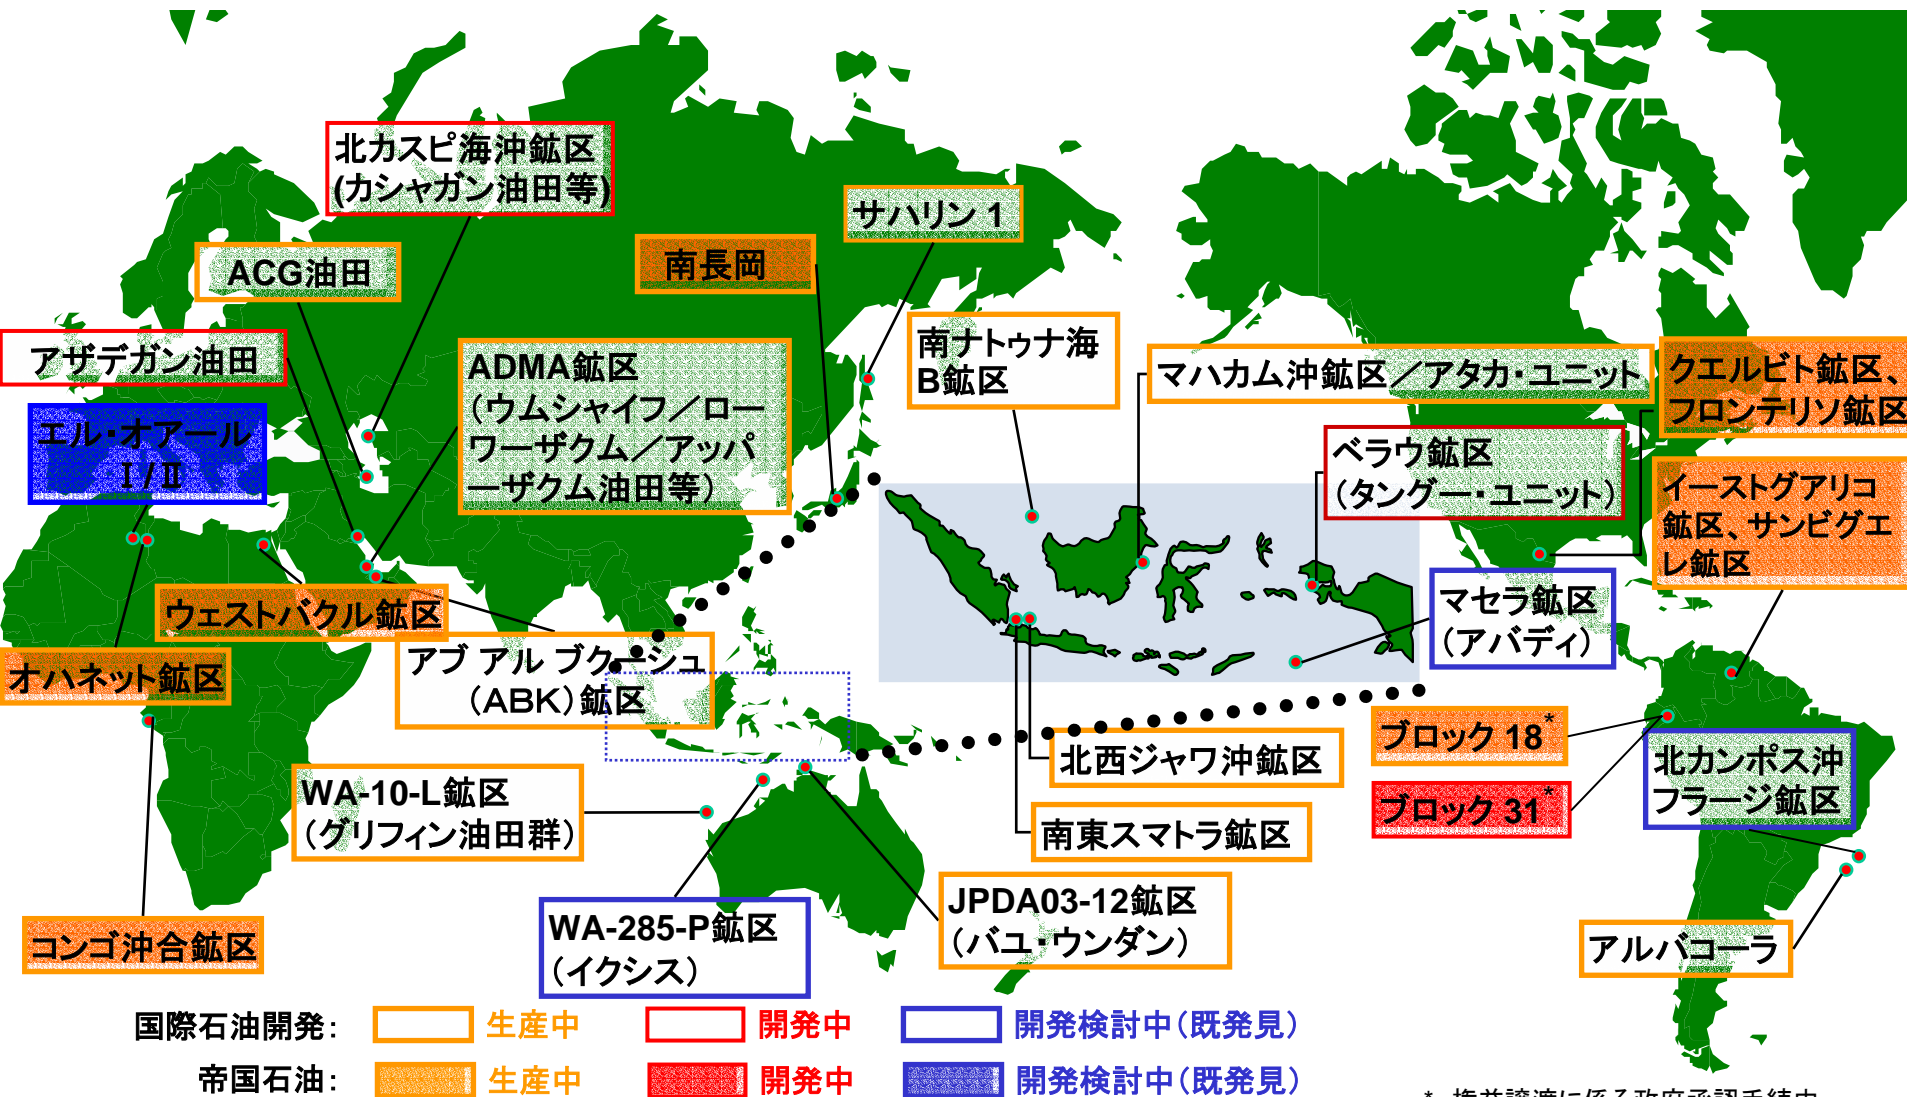 北カスピ海沖鉱区
(カシャガン油田等)
サハリン 1
ACG油田
南長岡
アザデガン油田
ADMA鉱区
（ウムシャイフ／ロー
ワーザクム／アッパ
ーザクム油田等）
南ナトゥナ海
B鉱区
マハカム沖鉱区／アタカ・ユニット
クエルビト鉱区、
フロンテリソ鉱区
エル・オアール
Ⅰ/Ⅱ
ベラウ鉱区
（タングー・ユニット）
イーストグアリコ
鉱区、サンビグエ
レ鉱区
ウェストバクル鉱区
マセラ鉱区
（アバディ）
オハネット鉱区
アブ アル ブクーシュ
（ABK）鉱区
ブロック 18*
北西ジャワ沖鉱区
北カンポス沖
フラージ鉱区
WA-10-L鉱区
（グリフィン油田群）
ブロック 31*
南東スマトラ鉱区
コンゴ沖合鉱区
WA-285-P鉱区
（イクシス）
JPDA03-12鉱区
（バユ・ウンダン）
アルバコーラ
国際石油開発： 生産中 開発中 開発検討中（既発見）
帝国石油： 生産中 開発中 開発検討中（既発見）
* 権益譲渡に係る政府承認手続中